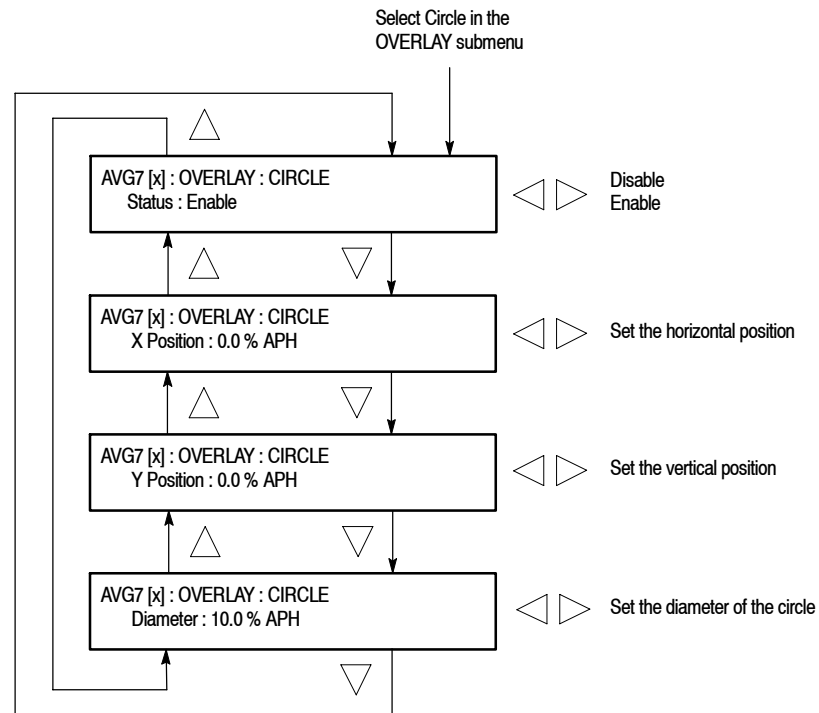 Select Circle in the
OVERLAY submenu
AVG7 [x] : OVERLAY : CIRCLE
Status : Enable
Disable
Enable
AVG7 [x] : OVERLAY : CIRCLE
X Position : 0.0 % APH
Set the horizontal position
AVG7 [x] : OVERLAY : CIRCLE
Y Position : 0.0 % APH
Set the vertical position
AVG7 [x] : OVERLAY : CIRCLE
Diameter : 10.0 % APH
Set the diameter of the circle